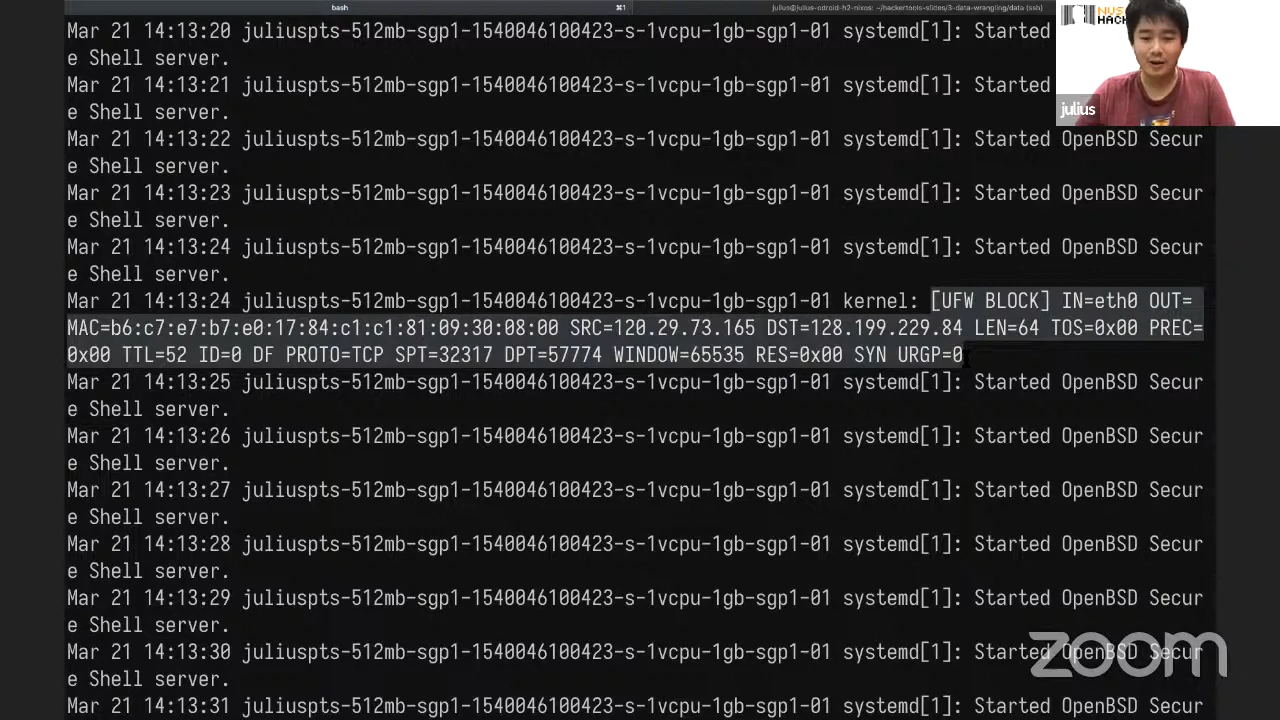 bash
⌘1
julius@julius-odroid-h2-nixos: ~/hackertools-slides/3-data-wrangling/data (ssh)
NUS
HACK
julius
Mar 21 14:13:20 juliuspts-512mb-sgp1-1540046100423-s-1vcpu-1gb-sgp1-01 systemd[1]: Started
e Shell server.
Mar 21 14:13:21 juliuspts-512mb-sgp1-1540046100423-s-1vcpu-1gb-sgp1-01 systemd[1]: Started
e Shell server.
Mar 21 14:13:22 juliuspts-512mb-sgp1-1540046100423-s-1vcpu-1gb-sgp1-01 systemd[1]: Started OpenBSD Secur
e Shell server.
Mar 21 14:13:23 juliuspts-512mb-sgp1-1540046100423-s-1vcpu-1gb-sgp1-01 systemd[1]: Started OpenBSD Secur
e Shell server.
Mar 21 14:13:24 juliuspts-512mb-sgp1-1540046100423-s-1vcpu-1gb-sgp1-01 systemd[1]: Started OpenBSD Secur
e Shell server.
Mar 21 14:13:24 juliuspts-512mb-sgp1-1540046100423-s-1vcpu-1gb-sgp1-01 kernel: [UFW BLOCK] IN=eth0 OUT=
MAC=b6:c7:e7:b7:e0:17:84:c1:c1:81:09:30:08:00 SRC=120.29.73.165 DST=128.199.229.84 LEN=64 TOS=0x00 PREC=
0x00 TTL=52 ID=0 DF PROTO=TCP SPT=32317 DPT=57774 WINDOW=65535 RES=0x00 SYN URGP=0
Mar 21 14:13:25 juliuspts-512mb-sgp1-1540046100423-s-1vcpu-1gb-sgp1-01 systemd[1]: Started OpenBSD Secur
e Shell server.
Mar 21 14:13:26 juliuspts-512mb-sgp1-1540046100423-s-1vcpu-1gb-sgp1-01 systemd[1]: Started OpenBSD Secur
e Shell server.
Mar 21 14:13:27 juliuspts-512mb-sgp1-1540046100423-s-1vcpu-1gb-sgp1-01 systemd[1]: Started OpenBSD Secur
e Shell server.
Mar 21 14:13:28 juliuspts-512mb-sgp1-1540046100423-s-1vcpu-1gb-sgp1-01 systemd[1]: Started OpenBSD Secur
e Shell server.
Mar 21 14:13:29 juliuspts-512mb-sgp1-1540046100423-s-1vcpu-1gb-sgp1-01 systemd[1]: Started OpenBSD Secur
e Shell server.
Mar 21 14:13:30 juliuspts-512mb-sgp1-1540046100423-s-1vcpu-1gb-sgp1-01 systemd[1]: Started OpenBSD Secur
e Shell server.
Mar 21 14:13:31 juliuspts-512mb-sgp1-1540046100423-s-1vcpu-1gb-sgp1-01 systemd[1]: Started OpenBSD Secur
zoom